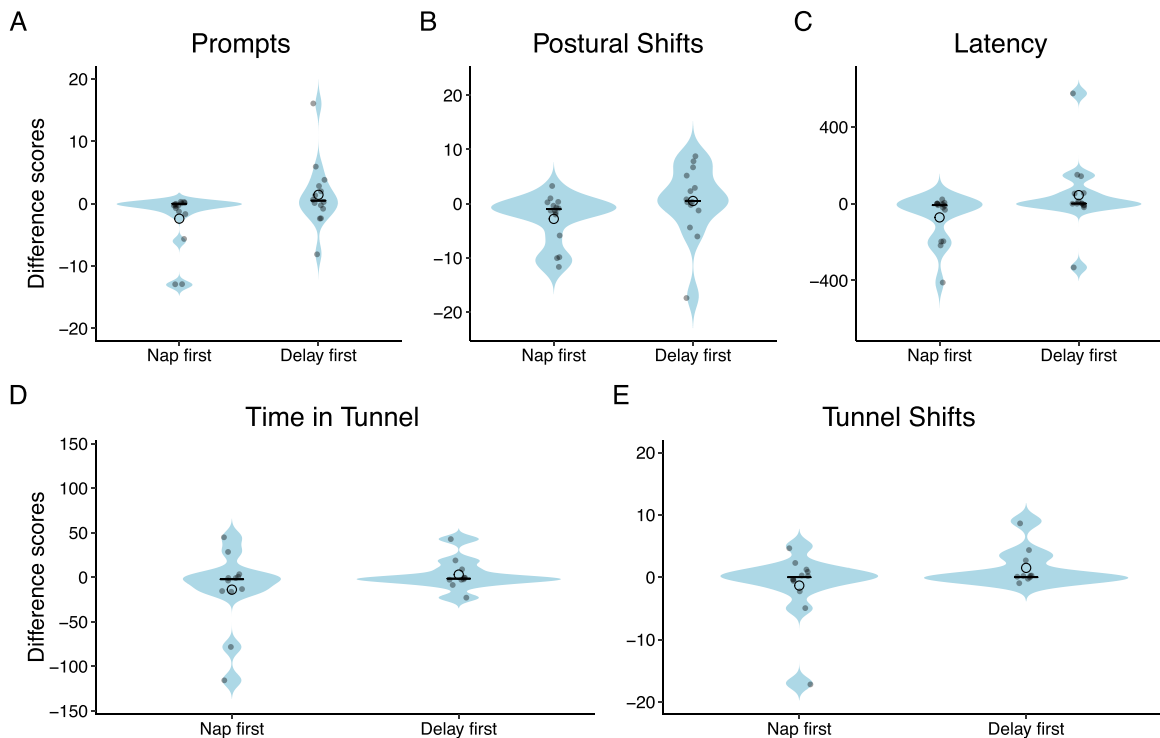 A
Prompts
B
Postural Shifts
C
Latency
Difference scores
20
10
0
−10
−20
Nap first
Delay first
20
10
0
−10
−20
Nap first
Delay first
400
0
−400
Nap first
Delay first
D
Time in Tunnel
E
Tunnel Shifts
Difference scores
150
100
50
0
−50
−100
−150
Nap first
Delay first
20
10
0
−10
−20
Nap first
Delay first